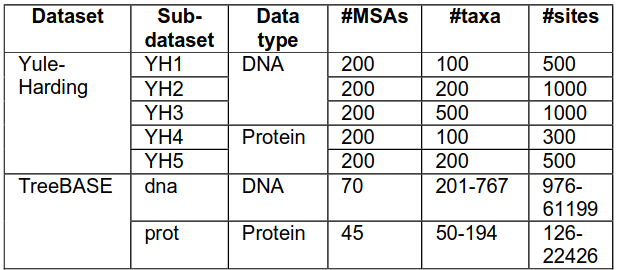 Dataset Sub-dataset Data type #MSAs #taxa #sites
Yule-Harding YH1 DNA 200 100 500
YH2 200 200 1000
YH3 200 500 1000
YH4 Protein 200 100 300
YH5 200 200 500
TreeBASE dna DNA 70 201-767 976-61199
prot Protein 45 50-194 126-22426